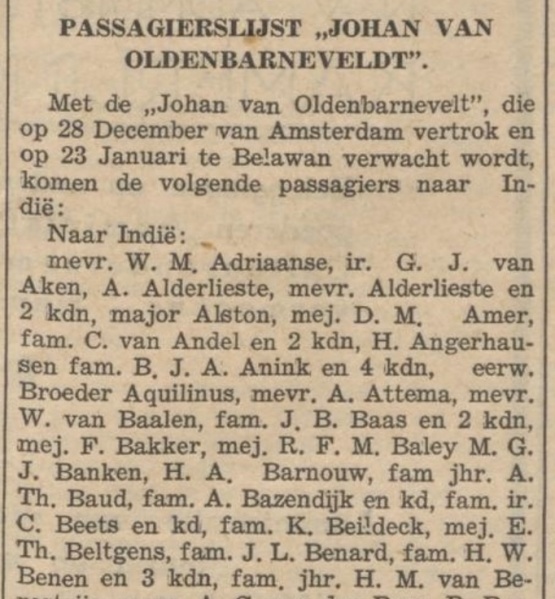 PASSAGIERSLIJST „JOHAN VAN
OLDENBARNEVELDT”.
Met de „Johan van Oldenbarnevelt”, die
op 28 December van Amsterdam vertrok en
op 23 Januari te Belawan verwacht wordt,
komen de volgende passagiers naar In-
dië:
Naar Indië:
mevr. W. M. Adriaanse, ir. G. J. van
Aken, A. Alderlieste, mevr. Alderlieste en
2 kdn, major Alston, mej. D. M. Amer,
fam. C. van Andel en 2 kdn, H. Angerhau-
sen fam. B. J. A. Anink en 4 kdn, eerw.
Broeder Aquilinus, mevr. A. Attema, mevr.
W. van Baalen, fam. J. B. Baas en 2 kdn,
mej. F. Bakker, mej. R. F. M. Baley M. G.
J. Banken, H. A. Barnouw, fam jhr. A.
Th. Baud, fam. A. Bazendijk en kd, fam. ir.
C. Beets en kd, fam. K. Beildeck, mej. E.
Th. Beltgens, fam. J. L. Benard, fam. H. W.
Benen en 3 kdn, fam. jhr. H. M. van Be-